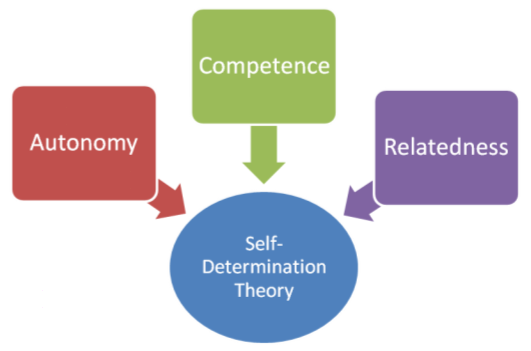 Competence
Autonomy
Relatedness
Self-
Determination
Theory